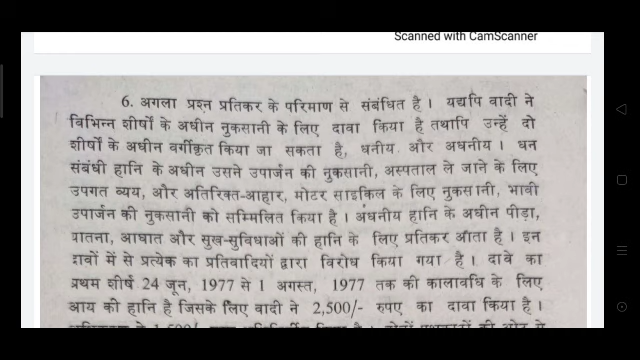 Scanned with CamScanner
6. अगला प्रश्न प्रतिकर के परिमाण से संबंधित है। यद्यपि वादी ने
विभिन्न शीर्षों के अधीन नुकसानी के लिए दावा किया है तथापि उन्हें दो
शीर्षों के अधीन वर्गीकृत किया जा सकता है, धनीय और अधनीय। धन
संबंधी हानि के अधीन उसने उपार्जन की नुकसानी, अस्पताल ले जाने के लिए
उपगत व्यय, और अतिरिक्त-आहार, मोटर साइकिल के लिए नुकसानी, भावी
उपार्जन की नुकसानी को सम्मिलित किया है। अधनीय हानि के अधीन पीड़ा,
यातना, आघात और सुख-सुविधाओं की हानि के लिए प्रतिकर आता है। इन
दावों में से प्रत्येक का प्रतिवादियों द्वारा विरोध किया गया है। दावे का
प्रथम शीर्ष 24 जून, 1977 से 1 अगस्त, 1977 तक की कालावधि के लिए
आय की हानि है जिसके लिए वादी ने 2,500/- रुपए का दावा किया है।